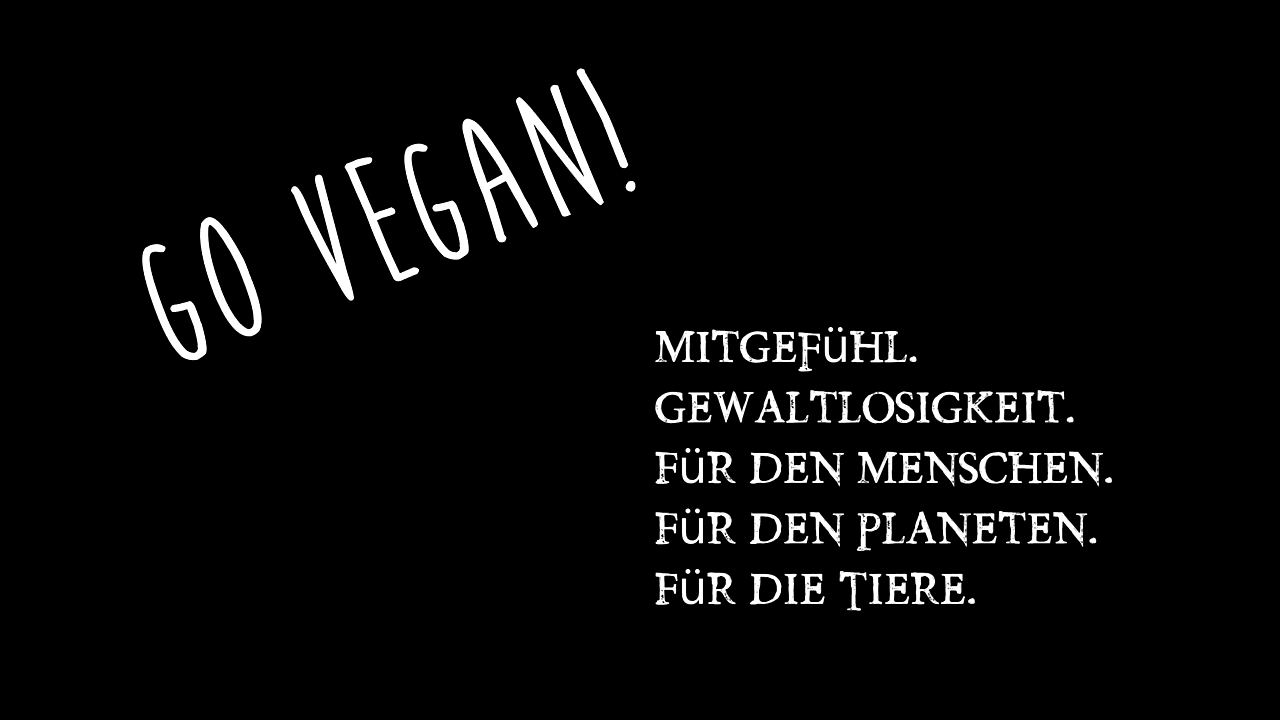 GO VEGAN!
MITGEFÜHL.
GEWALTLOSIGKEIT.
FÜR DEN MENSCHEN.
FÜR DEN PLANETEN.
FÜR DIE TIERE.